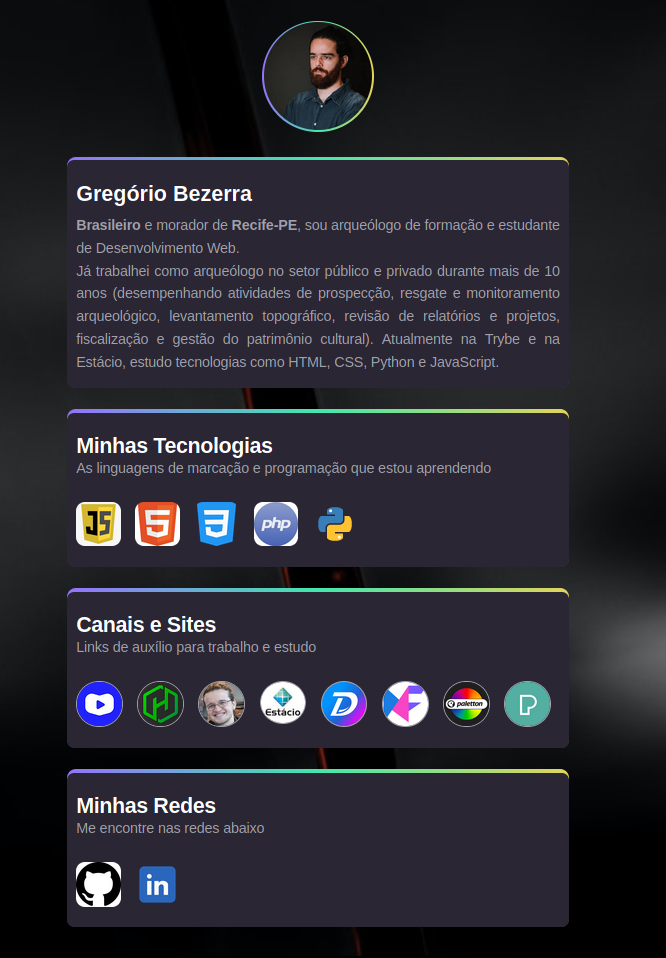 Gregório Bezerra
Brasileiro e morador de Recife-PE, sou arqueólogo de formação e estudante
de Desenvolvimento Web.
Já trabalhei como arqueólogo no setor público e privado durante mais de 10
anos (desempenhando atividades de prospecção, resgate e monitoramento
arqueológico, levantamento topográfico, revisão de relatórios e projetos,
fiscalização e gestão do patrimônio cultural). Atualmente na Trybe e na
Estácio, estudo tecnologias como HTML, CSS, Python e JavaScript.
Minhas Tecnologias
As linguagens de marcação e programação que estou aprendendo
JS 5 3 php
Canais e Sites
Links de auxílio para trabalho e estudo
Estácio D F paletton P
Minhas Redes
Me encontre nas redes abaixo
in